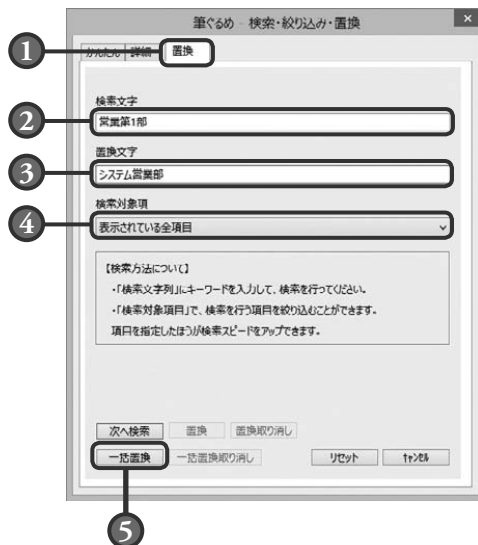 筆ぐるめ - 検索・絞り込み・置換
×
1
かんたん 詳細 置換
検索文字
2
営業第1部
置換文字
3
システム営業部
検索対象項
4
表示されている全項目
【検索方法について】
・「検索文字列」にキーワードを入力して、検索を行ってください。
・「検索対象項目」で、検索を行う項目を絞り込むことができます。
項目を指定したほうが検索スピードをアップできます。
次へ検索 置換 置換取り消し
一括置換 一括置換取り消し リセット キャンセル
5